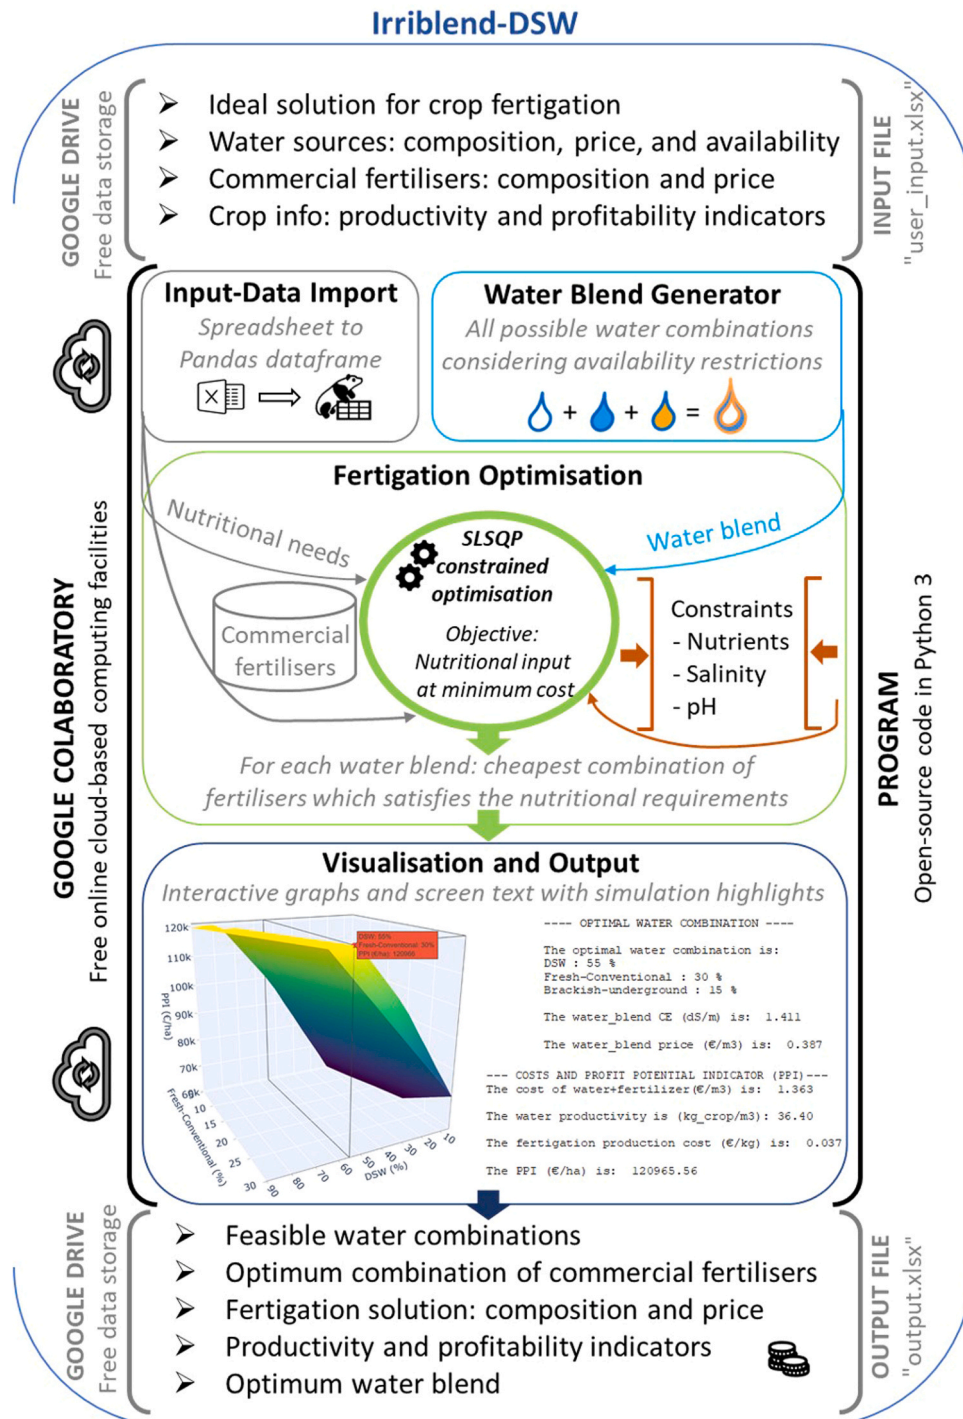 Irriblend-DSW
GOOGLE DRIVE
Free data storage
➢ Ideal solution for crop fertigation
➢ Water sources: composition, price, and availability
➢ Commercial fertilisers: composition and price
➢ Crop info: productivity and profitability indicators
INPUT FILE
"user_input.xlsx"
GOOGLE COLABORATORY
Free online cloud-based computing facilities
PROGRAM
Open-source code in Python 3
Input-Data Import
Spreadsheet to
Pandas dataframe
X
Water Blend Generator
All possible water combinations
considering availability restrictions
+ + =
Fertigation Optimisation
Nutritional needs
Water blend
Commercial
fertilisers
SLSQP
constrained
optimisation
Objective:
Nutritional input
at minimum cost
Constraints
- Nutrients
- Salinity
- pH
For each water blend: cheapest combination of
fertilisers which satisfies the nutritional requirements
Visualisation and Output
Interactive graphs and screen text with simulation highlights
120k
110k
100k
90k
80k
70k
60k
PPI (€/ha)
DSW: 55%
Fresh-Conventional: 30%
PPI (€/ha): 120966
10
15
20
25
30
Fresh-Conventional (%)
90
80
70
60
50
40
30
20
10
DSW (%)
---- OPTIMAL WATER COMBINATION ----
The optimal water combination is:
DSW : 55 %
Fresh-Conventional : 30 %
Brackish-underground : 15 %
The water_blend CE (dS/m) is: 1.411
The water_blend price (€/m3) is: 0.387
--- COSTS AND PROFIT POTENTIAL INDICATOR (PPI)---
The cost of water+fertilizer(€/m3) is: 1.363
The water productivity is (kg_crop/m3): 36.40
The fertigation production cost (€/kg) is: 0.037
The PPI (€/ha) is: 120965.56
GOOGLE DRIVE
Free data storage
➢ Feasible water combinations
➢ Optimum combination of commercial fertilisers
➢ Fertigation solution: composition and price
➢ Productivity and profitability indicators
➢ Optimum water blend
OUTPUT FILE
"output.xlsx"